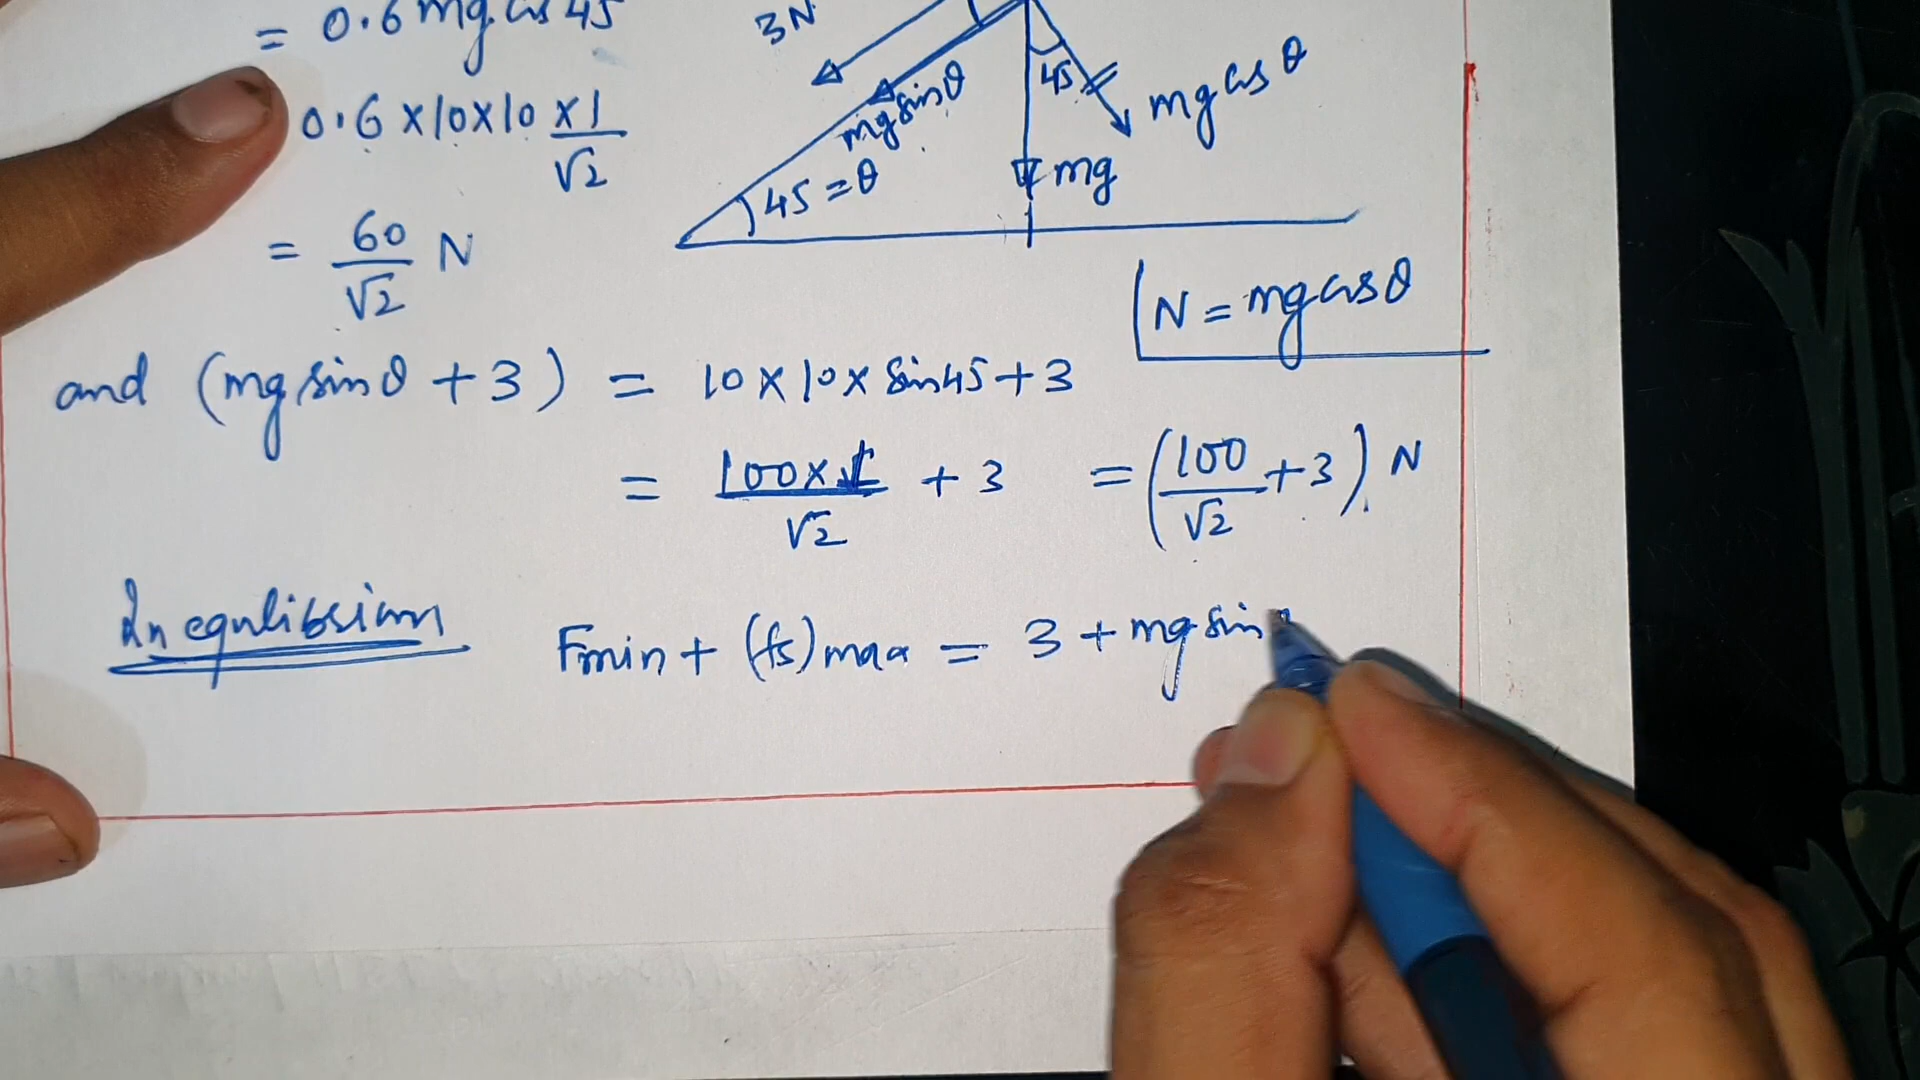 = 0.6 mg cos 45
0.6 × 10 × 10 × 1/√2
= 60/√2 N
3N
mg sin θ
45
mg cos θ
mg
45 = θ
N = mg cos θ
and (mg sin θ + 3) = 10 × 10 × Sin 45 + 3
= 100 × 1/√2 + 3 = (100/√2 + 3) N
In equlibrium Fmin + (fs)max = 3 + mg sin